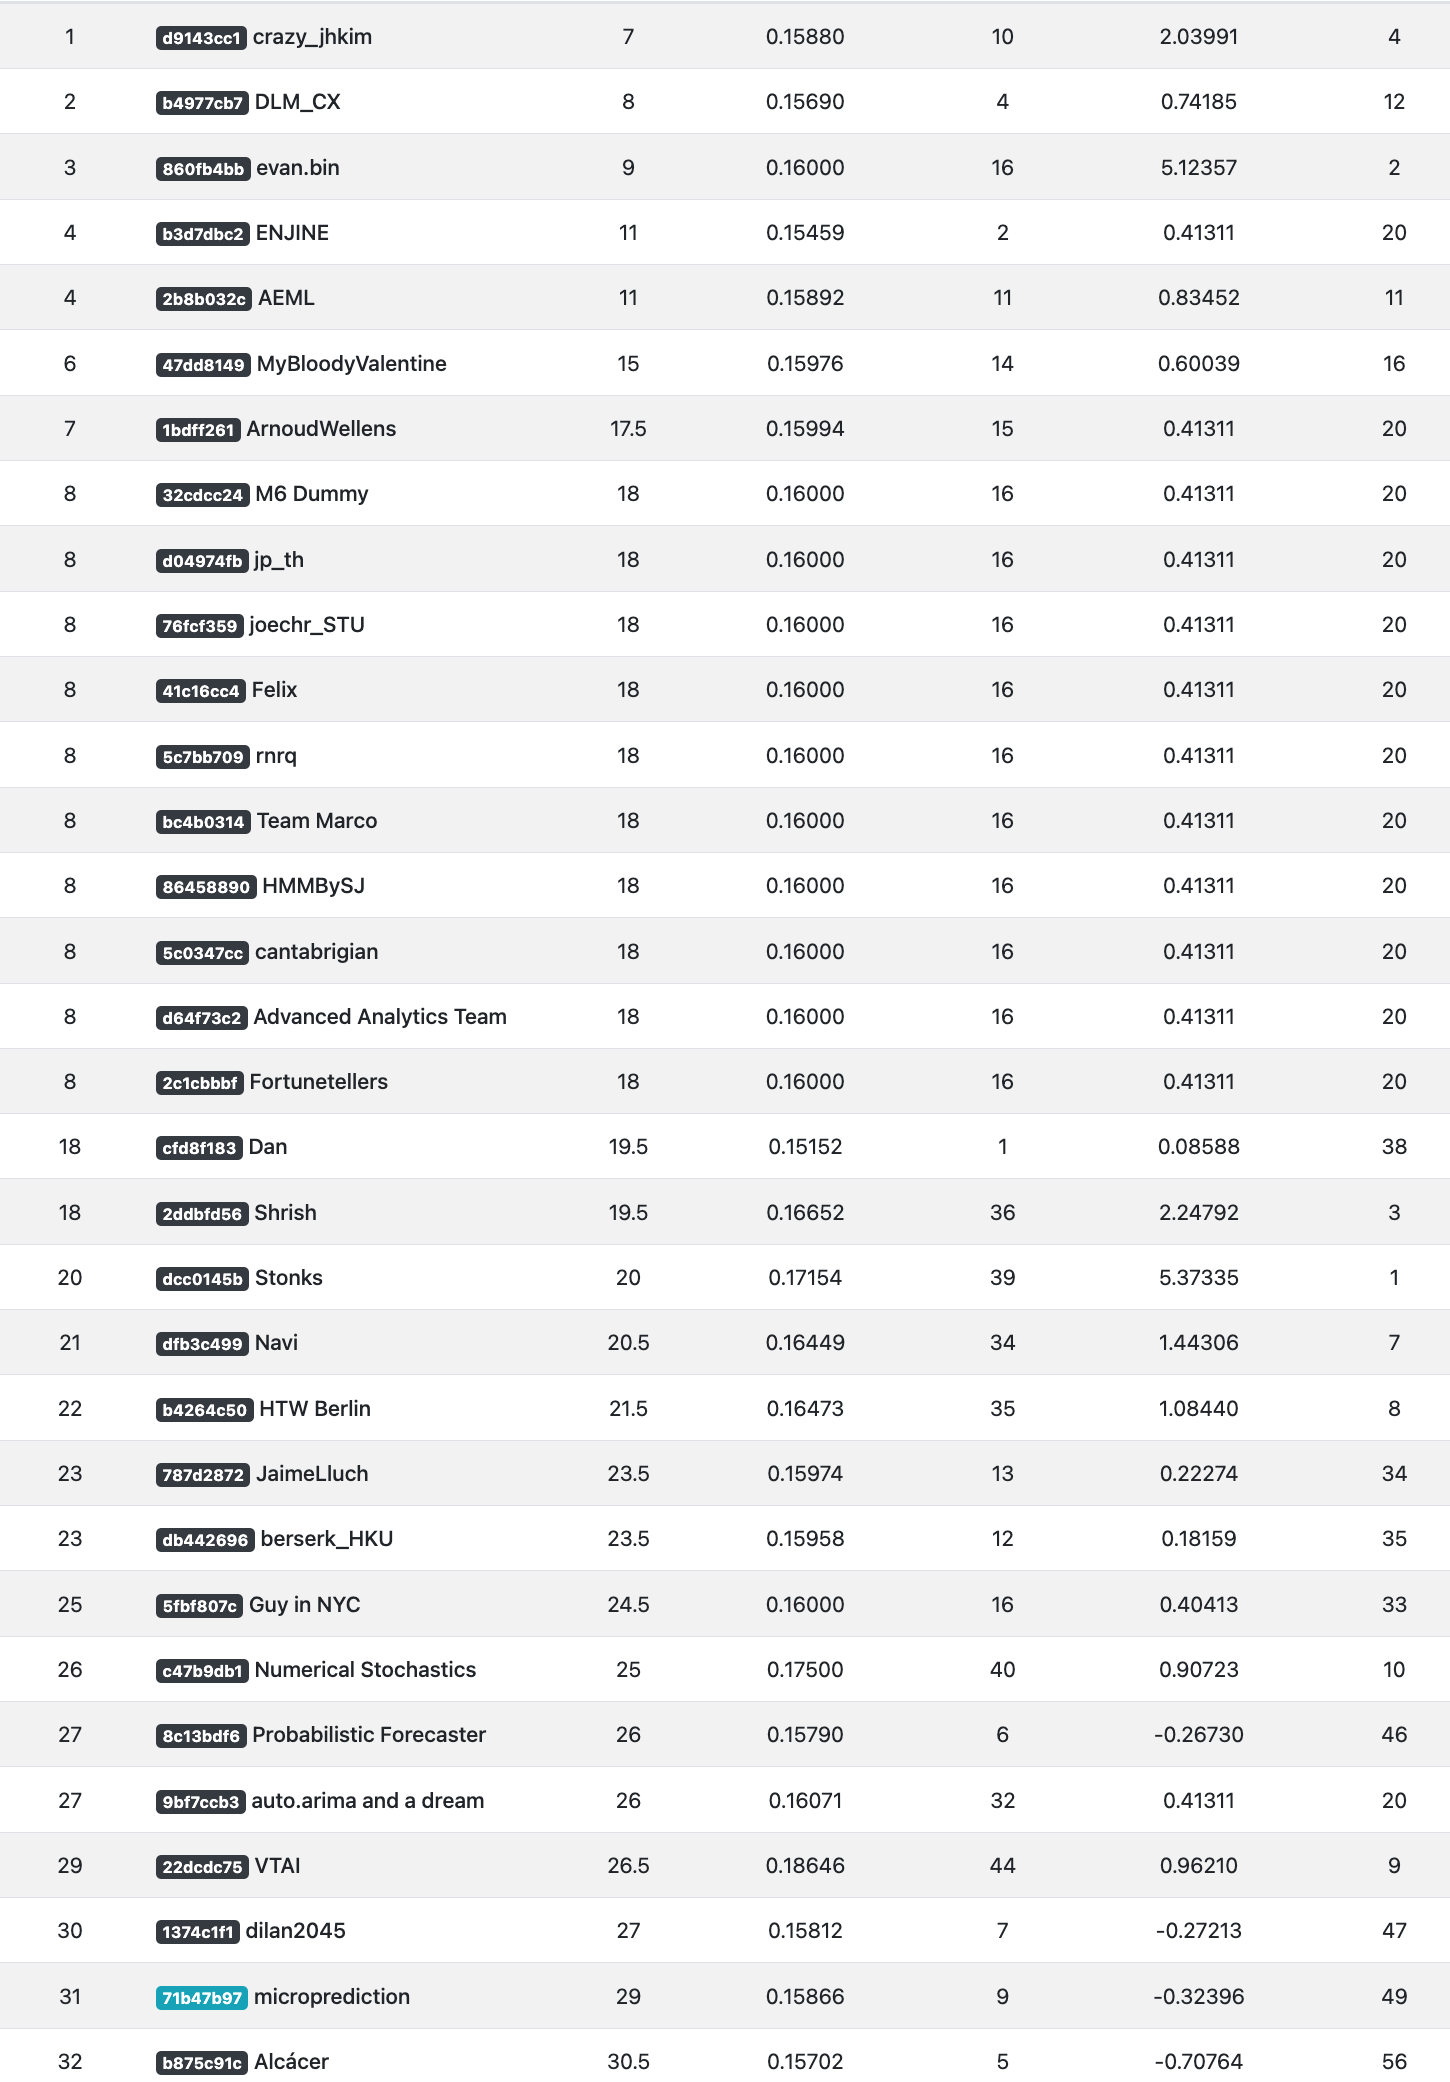 1 d9143cc1 crazy_jhkim 7 0.15880 10 2.03991 4
2 b4977cb7 DLM_CX 8 0.15690 4 0.74185 12
3 860fb4bb evan.bin 9 0.16000 16 5.12357 2
4 b3d7dbc2 ENJINE 11 0.15459 2 0.41311 20
4 2b8b032c AEML 11 0.15892 11 0.83452 11
6 47dd8149 MyBloodyValentine 15 0.15976 14 0.60039 16
7 1bdff261 ArnoudWellens 17.5 0.15994 15 0.41311 20
8 32cdcc24 M6 Dummy 18 0.16000 16 0.41311 20
8 d04974fb jp_th 18 0.16000 16 0.41311 20
8 76fcf359 joechr_STU 18 0.16000 16 0.41311 20
8 41c16cc4 Felix 18 0.16000 16 0.41311 20
8 5c7bb709 rnrq 18 0.16000 16 0.41311 20
8 bc4b0314 Team Marco 18 0.16000 16 0.41311 20
8 86458890 HMMBySJ 18 0.16000 16 0.41311 20
8 5c0347cc cantabrigian 18 0.16000 16 0.41311 20
8 d64f73c2 Advanced Analytics Team 18 0.16000 16 0.41311 20
8 2c1cbbbf Fortunetellers 18 0.16000 16 0.41311 20
18 cfd8f183 Dan 19.5 0.15152 1 0.08588 38
18 2ddbfd56 Shrish 19.5 0.16652 36 2.24792 3
20 dcc0145b Stonks 20 0.17154 39 5.37335 1
21 dfb3c499 Navi 20.5 0.16449 34 1.44306 7
22 b4264c50 HTW Berlin 21.5 0.16473 35 1.08440 8
23 787d2872 JaimeLluch 23.5 0.15974 13 0.22274 34
23 db442696 berserk_HKU 23.5 0.15958 12 0.18159 35
25 5fbf807c Guy in NYC 24.5 0.16000 16 0.40413 33
26 c47b9db1 Numerical Stochastics 25 0.17500 40 0.90723 10
27 8c13bdf6 Probabilistic Forecaster 26 0.15790 6 -0.26730 46
27 9bf7ccb3 auto.arima and a dream 26 0.16071 32 0.41311 20
29 22dcdc75 VTAI 26.5 0.18646 44 0.96210 9
30 1374c1f1 dilan2045 27 0.15812 7 -0.27213 47
31 71b47b97 microprediction 29 0.15866 9 -0.32396 49
32 b875c91c Alcácer 30.5 0.15702 5 -0.70764 56